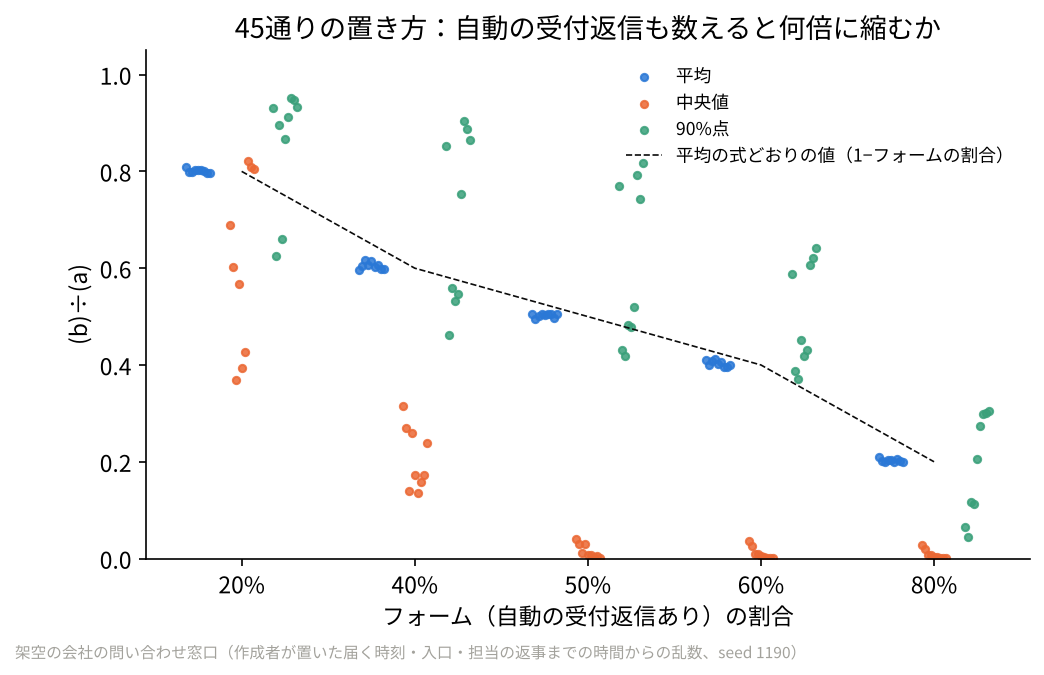 45通りの置き方：自動の受付返信も数えると何倍に縮むか
平均
中央値
90%点
平均の式どおりの値（1−フォームの割合）
(b)÷(a)
1.0
0.8
0.6
0.4
0.2
0.0
20%
40%
50%
60%
80%
フォーム（自動の受付返信あり）の割合
架空の会社の問い合わせ窓口（作成者が置いた届く時刻・入口・担当の返事までの時間からの乱数、seed 1190）